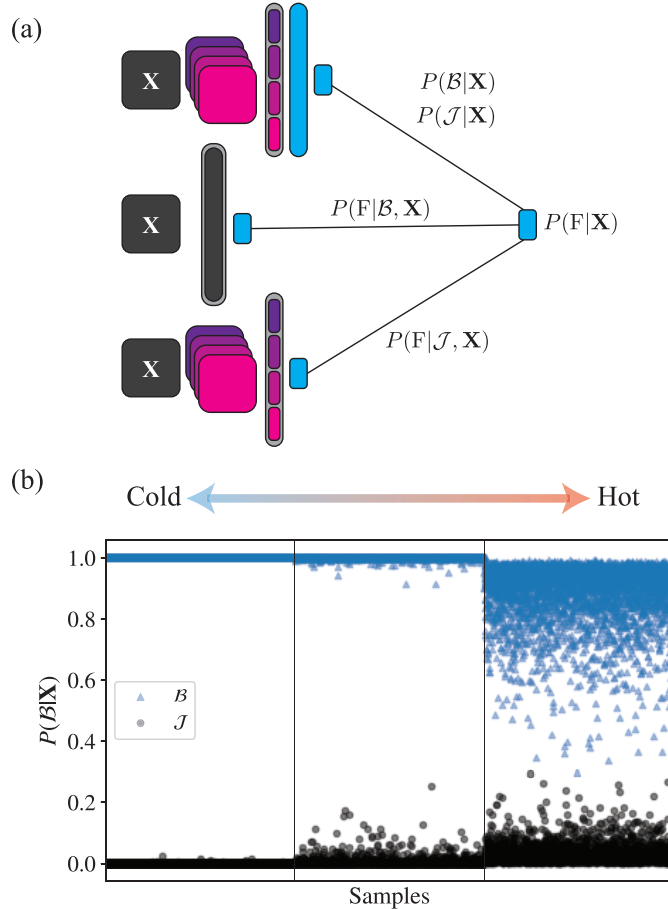 (a)
X
P(ℬ|X)
P(𝒥|X)
X
P(F|ℬ, X)
P(F|X)
X
P(F|𝒥, X)
(b)
Cold
Hot
1.0
0.8
0.6
0.4
0.2
0.0
P(ℬ|X)
ℬ
𝒥
Samples